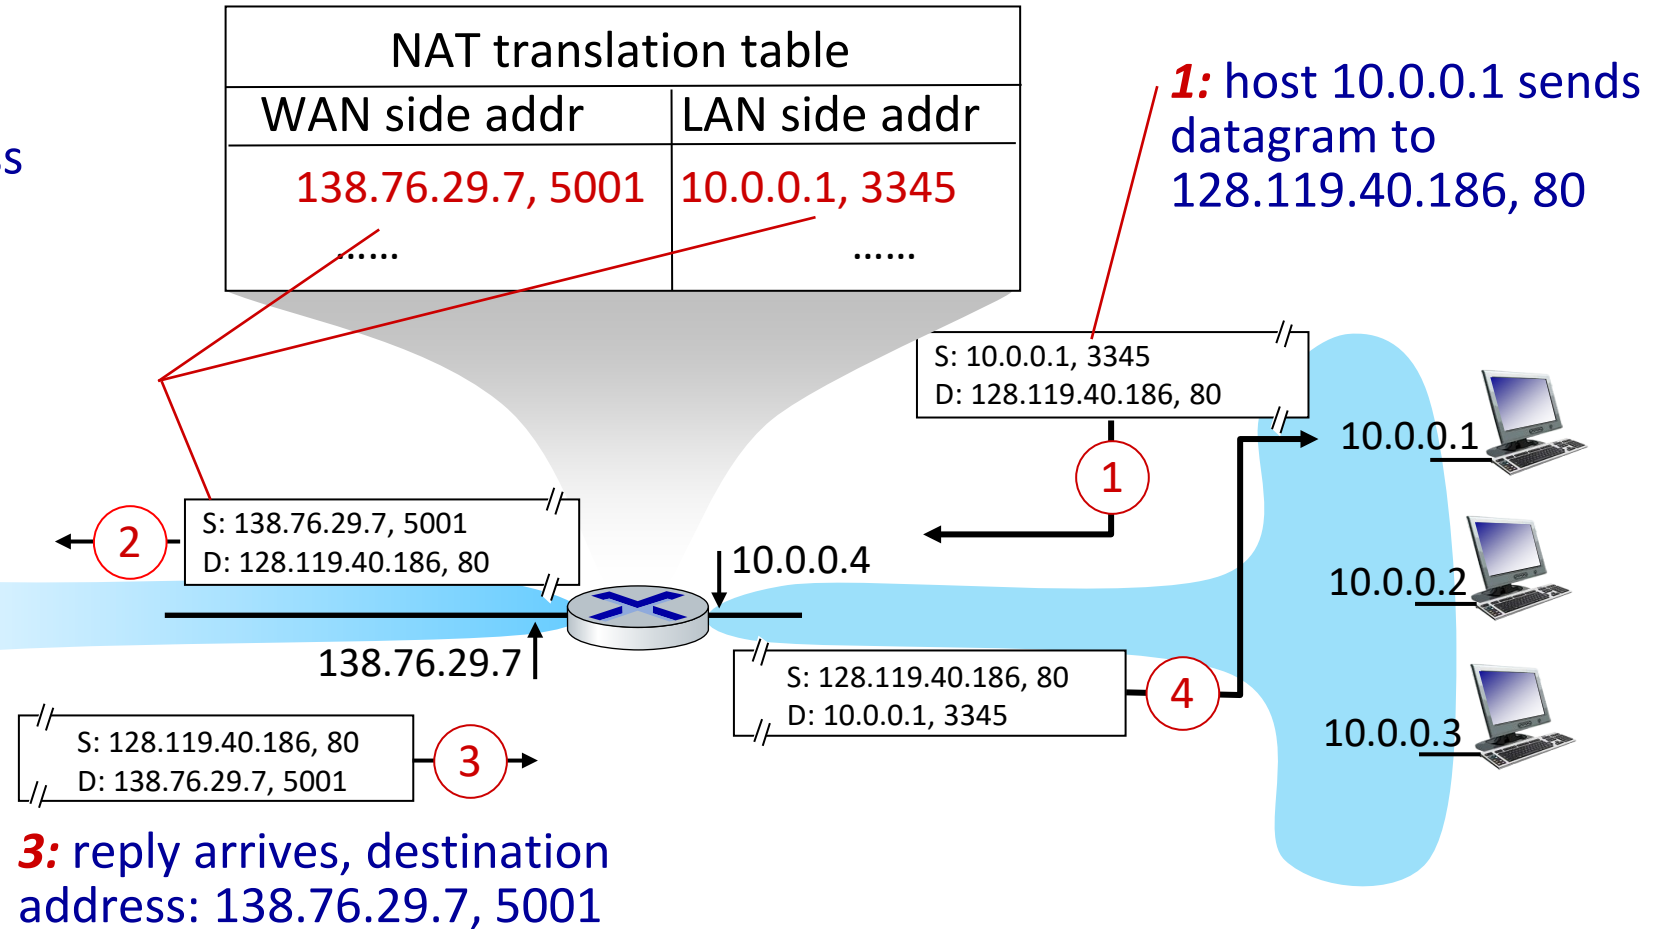 NAT translation table
WAN side addr LAN side addr
138.76.29.7, 5001 10.0.0.1, 3345
...... ......
1: host 10.0.0.1 sends
datagram to
128.119.40.186, 80
S: 10.0.0.1, 3345
D: 128.119.40.186, 80
1
10.0.0.1
2
S: 138.76.29.7, 5001
D: 128.119.40.186, 80
10.0.0.4
10.0.0.2
138.76.29.7
S: 128.119.40.186, 80
D: 10.0.0.1, 3345
4
10.0.0.3
S: 128.119.40.186, 80
D: 138.76.29.7, 5001
3
3: reply arrives, destination
address: 138.76.29.7, 5001